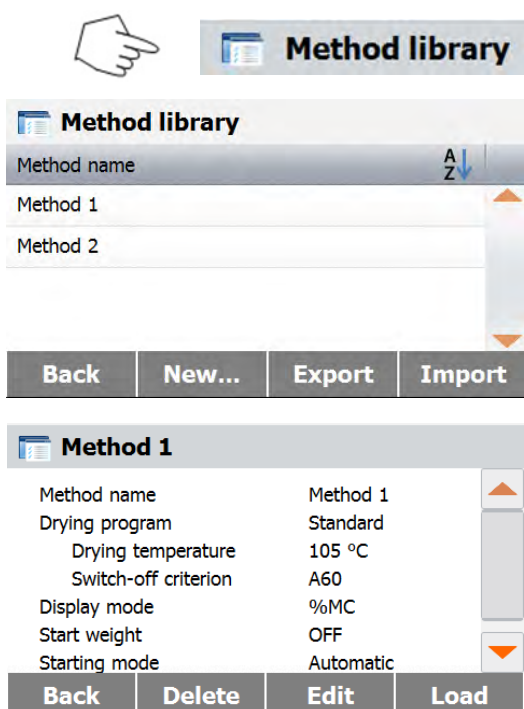 Method library
Method library
Method name A Z
Method 1
Method 2
Back New... Export Import
Method 1
Method name Method 1
Drying program Standard
Drying temperature 105 °C
Switch-off criterion A60
Display mode %MC
Start weight OFF
Starting mode Automatic
Back Delete Edit Load